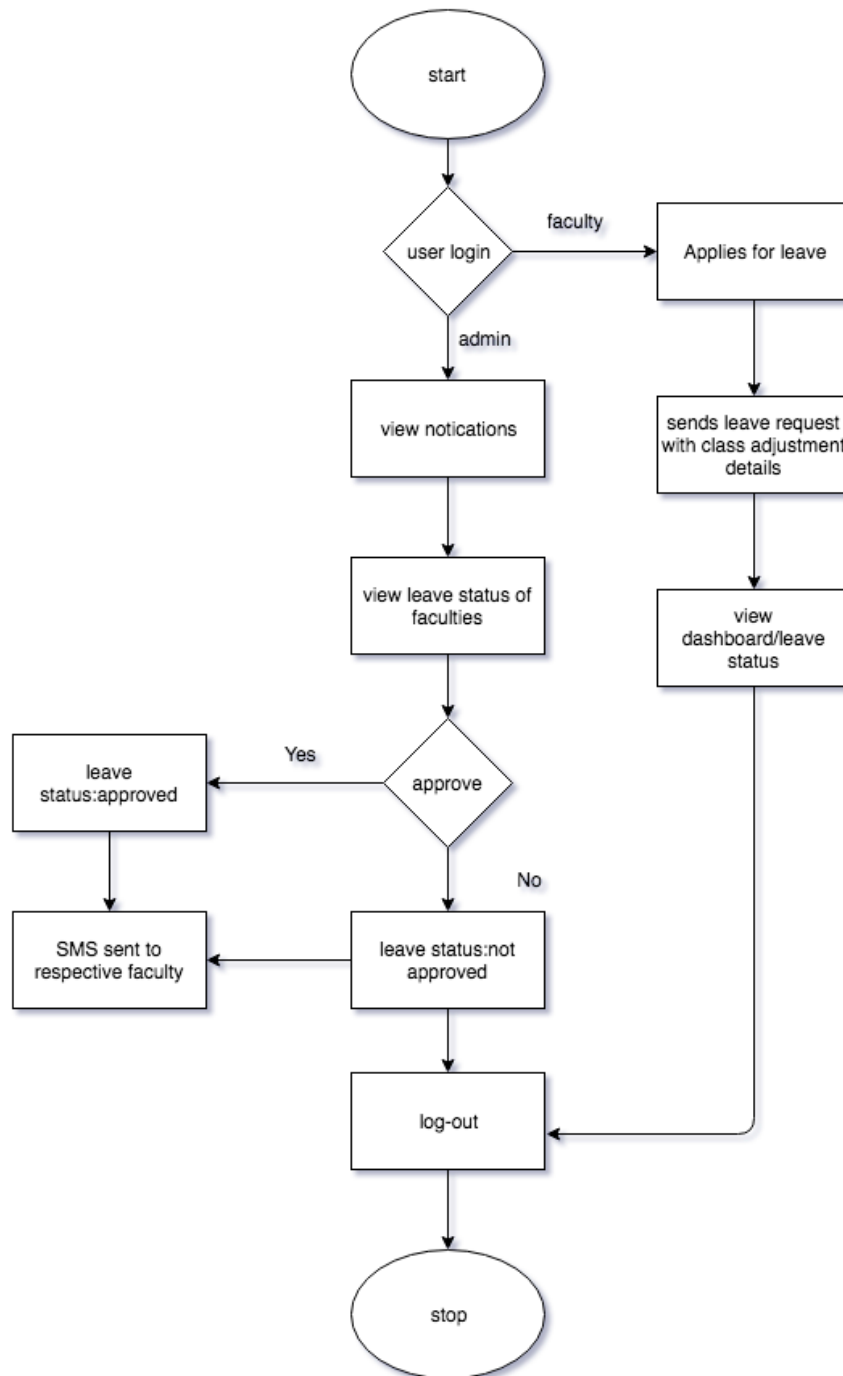 start
faculty
user login
Applies for leave
admin
view notications
sends leave request
with class adjustment
details
view leave status of
faculties
view
dashboard/leave
status
Yes
leave
status:approved
approve
No
SMS sent to
respective faculty
leave status:not
approved
log-out
stop